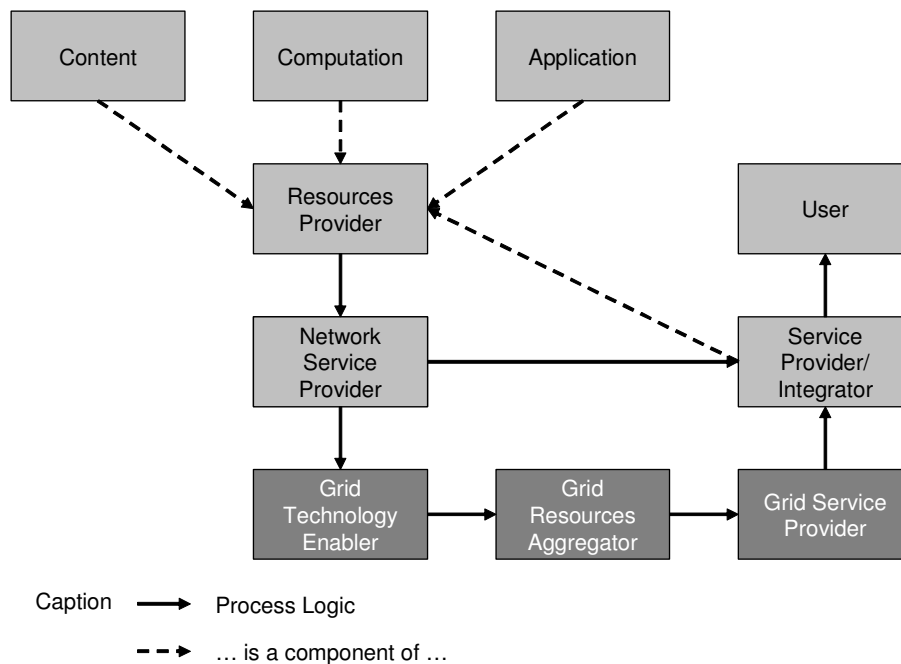 Content
Computation
Application
Resources
Provider
User
Network
Service
Provider
Service
Provider/
Integrator
Grid
Technology
Enabler
Grid
Resources
Aggregator
Grid Service
Provider
Caption
Process Logic
… is a component of …